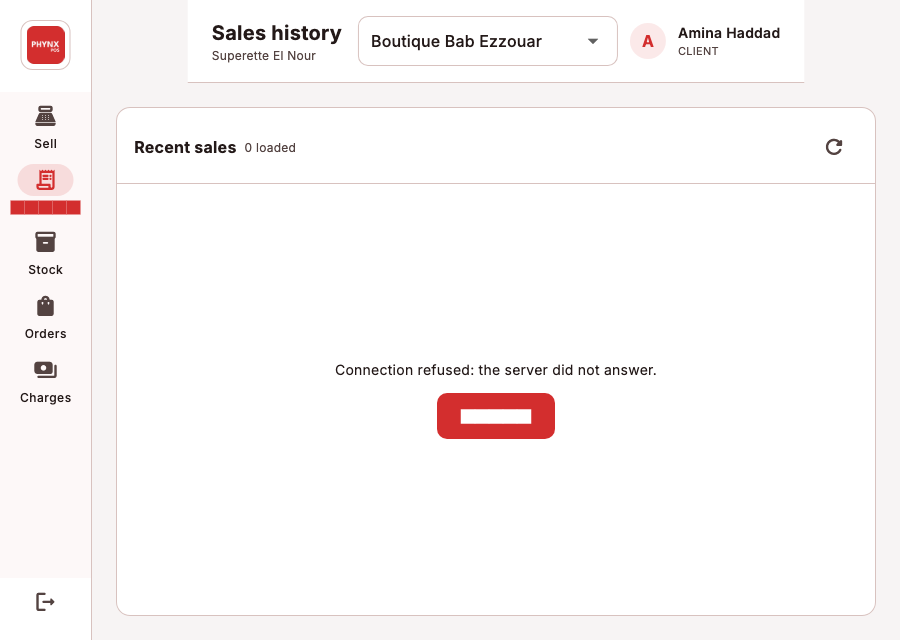 PHYNX
POS
Sell
Stock
Orders
Charges
Sales history
Superette El Nour
Boutique Bab Ezzouar
A
Amina Haddad
CLIENT
Recent sales 0 loaded
Connection refused: the server did not answer.